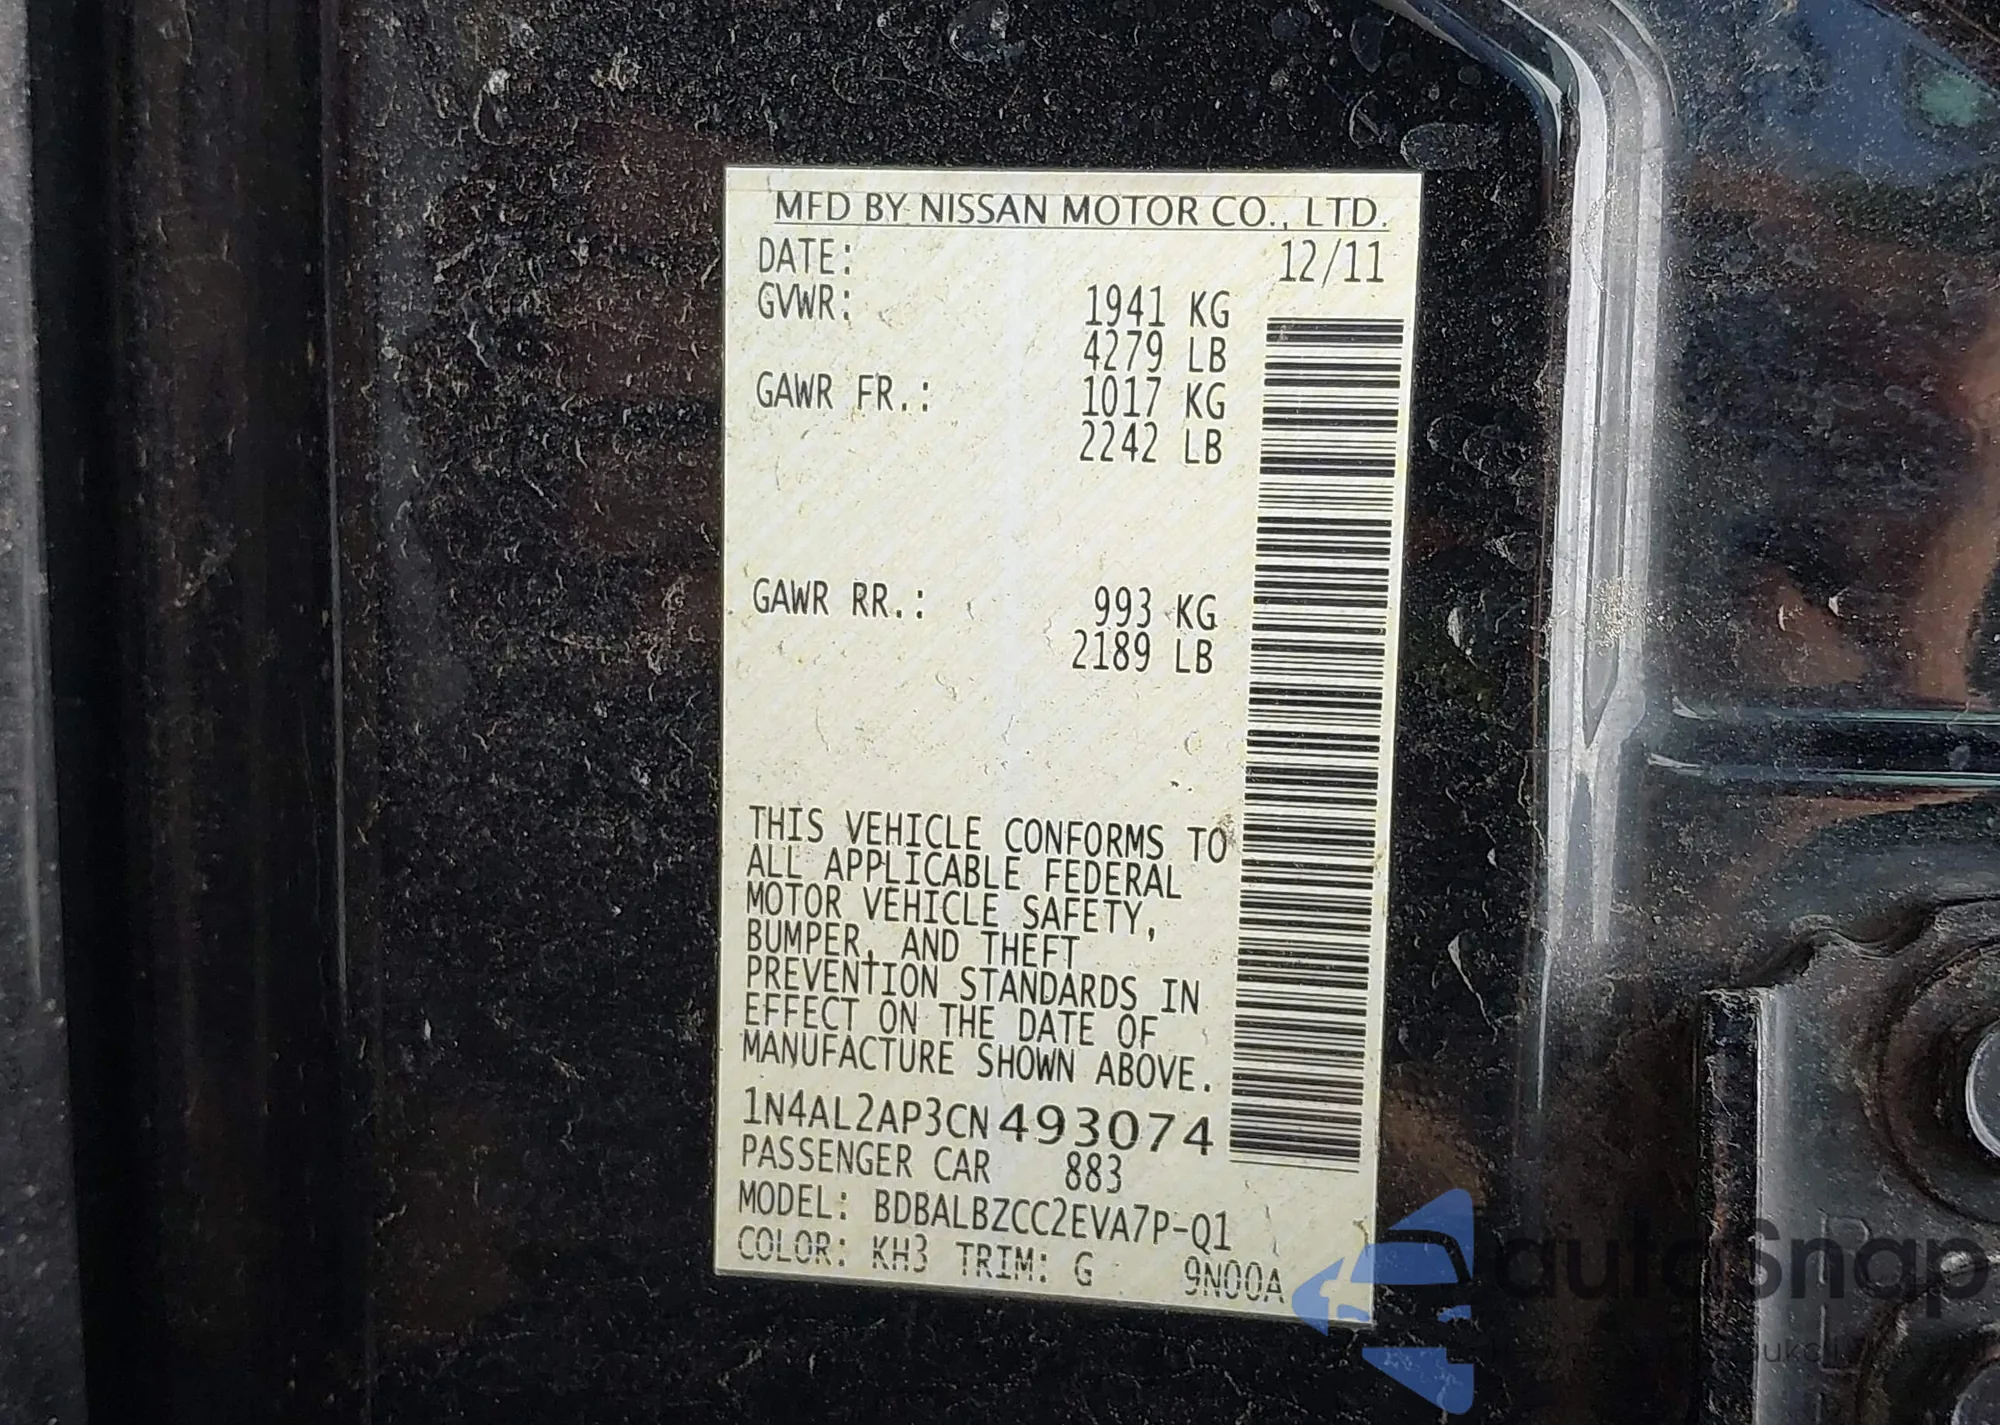 MFD BY NISSAN MOTOR CO., LTD.
DATE: 12/11
GVWR: 1941 KG
4279 LB
GAWR FR.: 1017 KG
2242 LB
GAWR RR.: 993 KG
2189 LB
THIS VEHICLE CONFORMS TO
ALL APPLICABLE FEDERAL
MOTOR VEHICLE SAFETY,
BUMPER, AND THEFT
PREVENTION STANDARDS IN
EFFECT ON THE DATE OF
MANUFACTURE SHOWN ABOVE.
1N4AL2AP3CN493074
PASSENGER CAR 883
MODEL: BDBALBZCC2EVA7P-Q1
COLOR: KH3 TRIM: G 9N00A
autoSnap